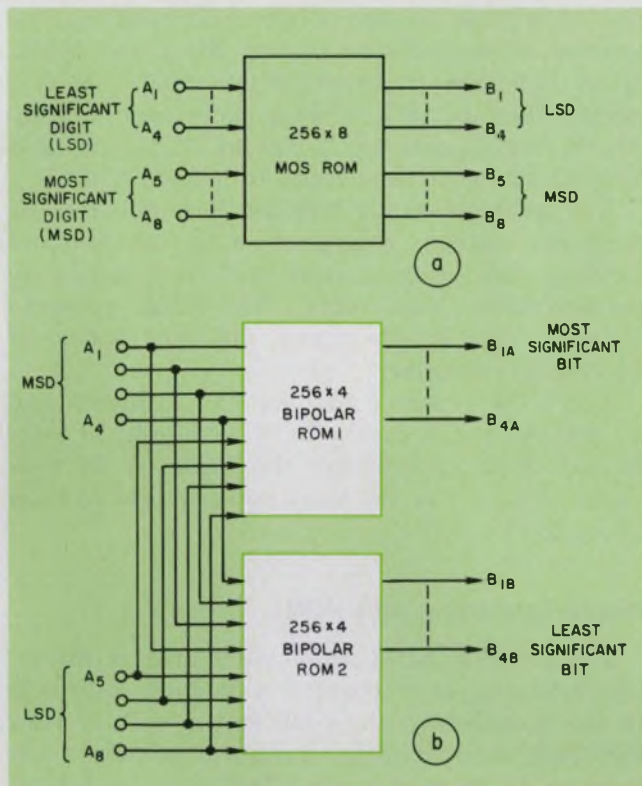 LEAST
SIGNIFICANT
DIGIT
(LSD)
A1
A4
MOST
SIGNIFICANT
DIGIT
(MSD)
A5
A8
256 x 8
MOS ROM
B1
B4
LSD
B5
B8
MSD
a
MSD
A1
A4
256 x 4
BIPOLAR
ROM 1
B1A
MOST
SIGNIFICANT
BIT
B4A
256 x 4
BIPOLAR
ROM 2
B1B
B4B
LEAST
SIGNIFICANT
BIT
LSD
A5
A8
b